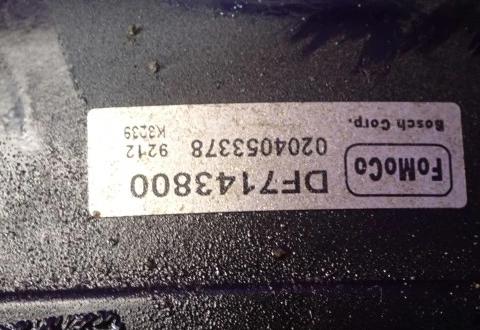 FoMoCo
DF7143800
0204053378
9212
Bosch Corp.
K3239